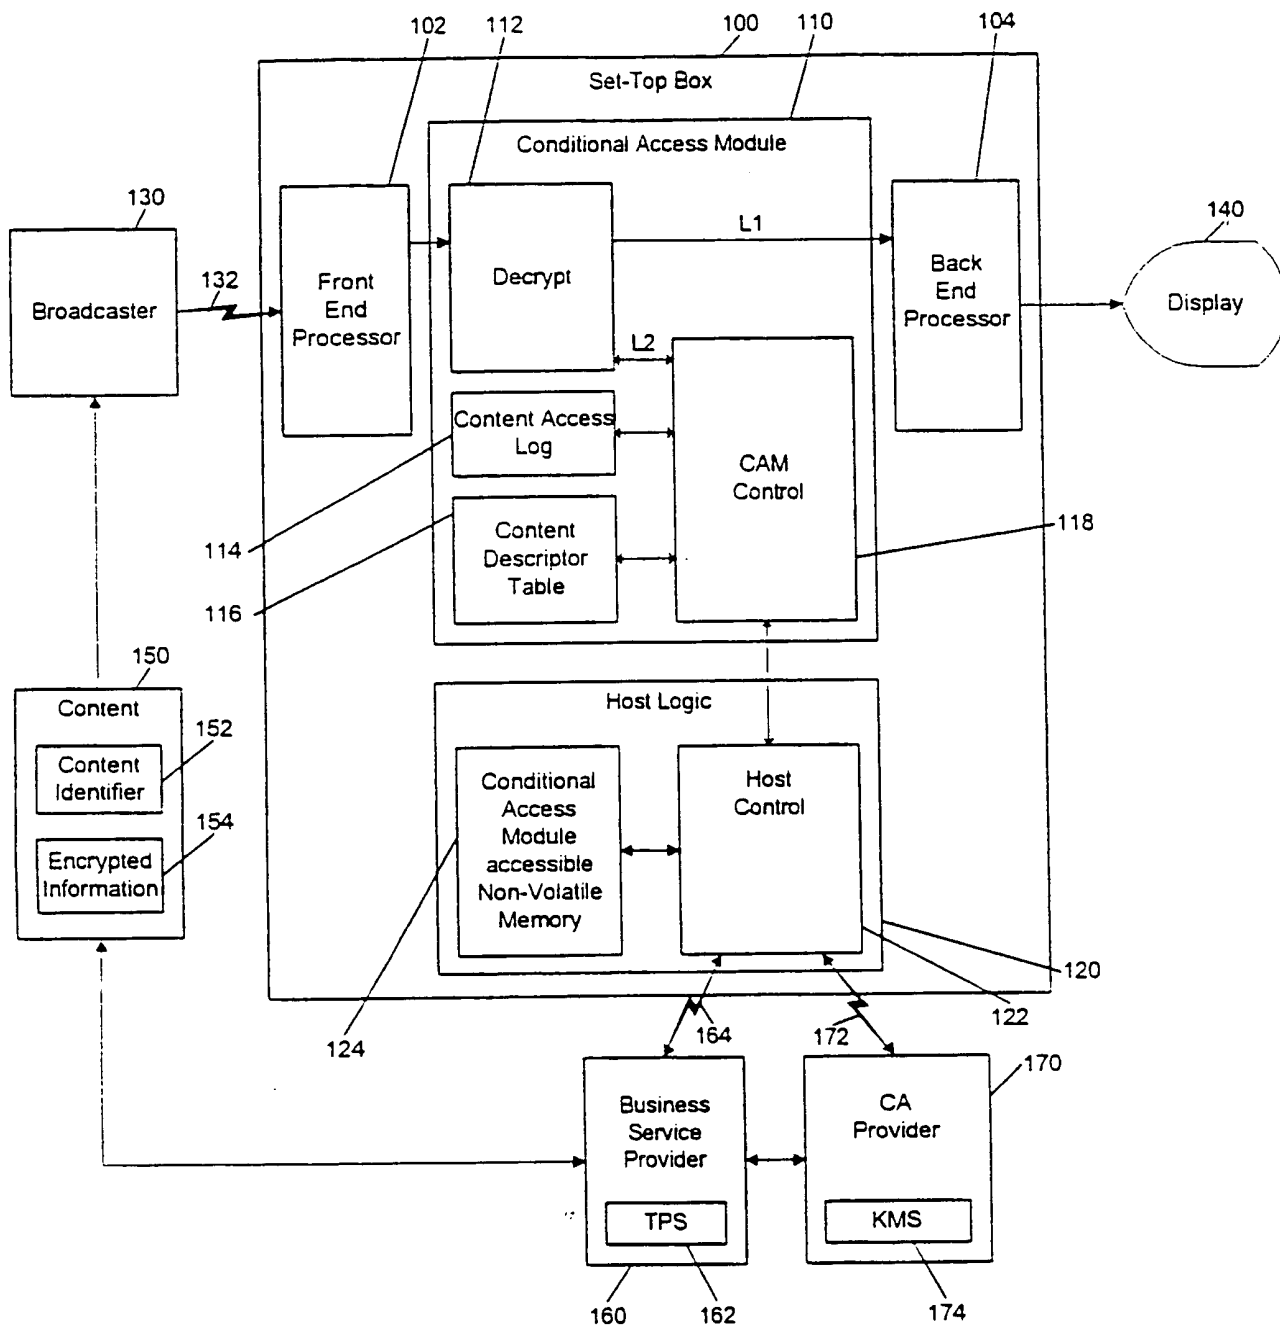 102
112
100
110
104
Set-Top Box
Conditional Access Module
130
140
Broadcaster
132
Front
End
Processor
Decrypt
L1
L2
Back
End
Processor
Display
Content Access
Log
CAM
Control
114
Content
Descriptor
Table
118
116
150
Content
152
Content
Identifier
154
Encrypted
Information
Host Logic
Conditional
Access
Module
accessible
Non-Volatile
Memory
Host
Control
120
122
124
164
172
170
Business
Service
Provider
CA
Provider
TPS
KMS
160
162
174